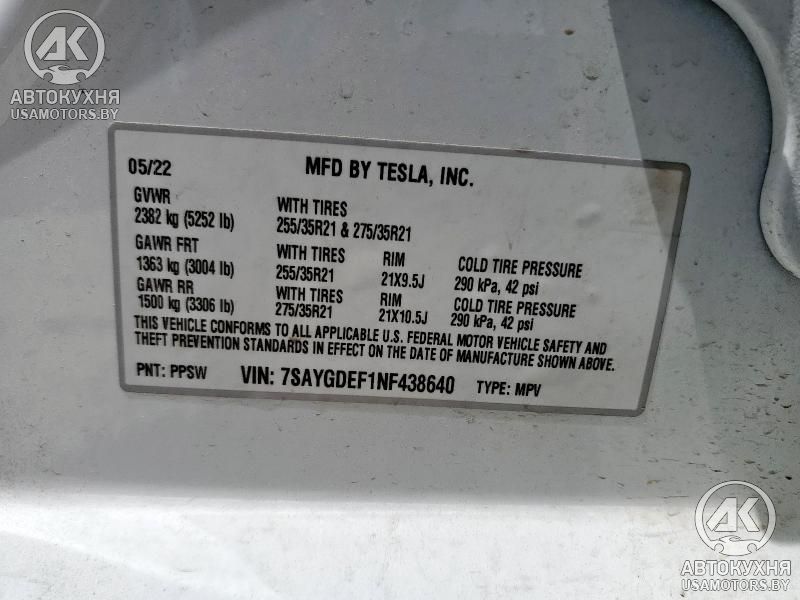 AK
АВТОКУХНЯ
USAMOTORS.BY
05/22 MFD BY TESLA, INC.
GVWR
2382 kg (5252 lb)
WITH TIRES
255/35R21 & 275/35R21
GAWR FRT
1363 kg (3004 lb)
WITH TIRES
255/35R21
RIM
21X9.5J
COLD TIRE PRESSURE
290 kPa, 42 psi
GAWR RR
1500 kg (3306 lb)
WITH TIRES
275/35R21
RIM
21X10.5J
COLD TIRE PRESSURE
290 kPa, 42 psi
THIS VEHICLE CONFORMS TO ALL APPLICABLE U.S. FEDERAL MOTOR VEHICLE SAFETY AND
THEFT PREVENTION STANDARDS IN EFFECT ON THE DATE OF MANUFACTURE SHOWN ABOVE.
PNT: PPSW VIN: 7SAYGDEF1NF438640 TYPE: MPV
AK
АВТОКУХНЯ
USAMOTORS.BY